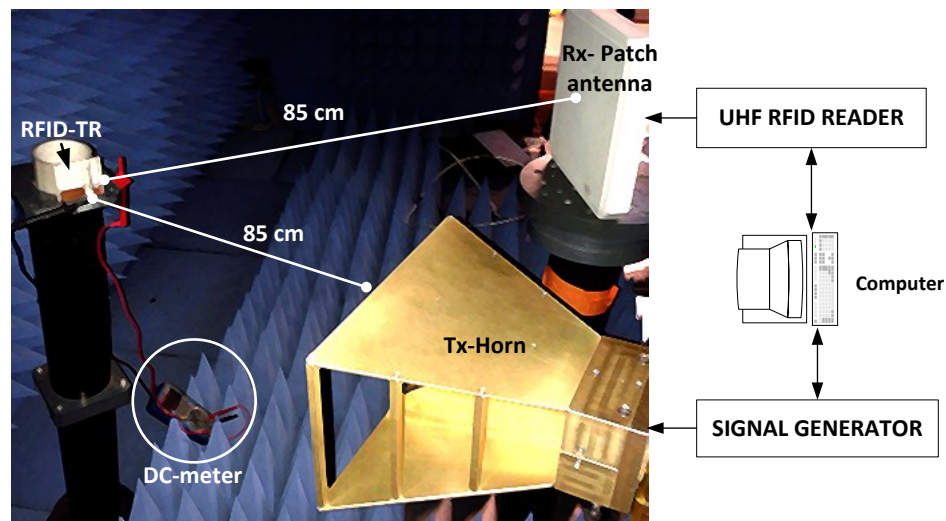 Rx- Patch
antenna
85 cm
RFID-TR
UHF RFID READER
85 cm
Computer
Tx-Horn
SIGNAL GENERATOR
DC-meter